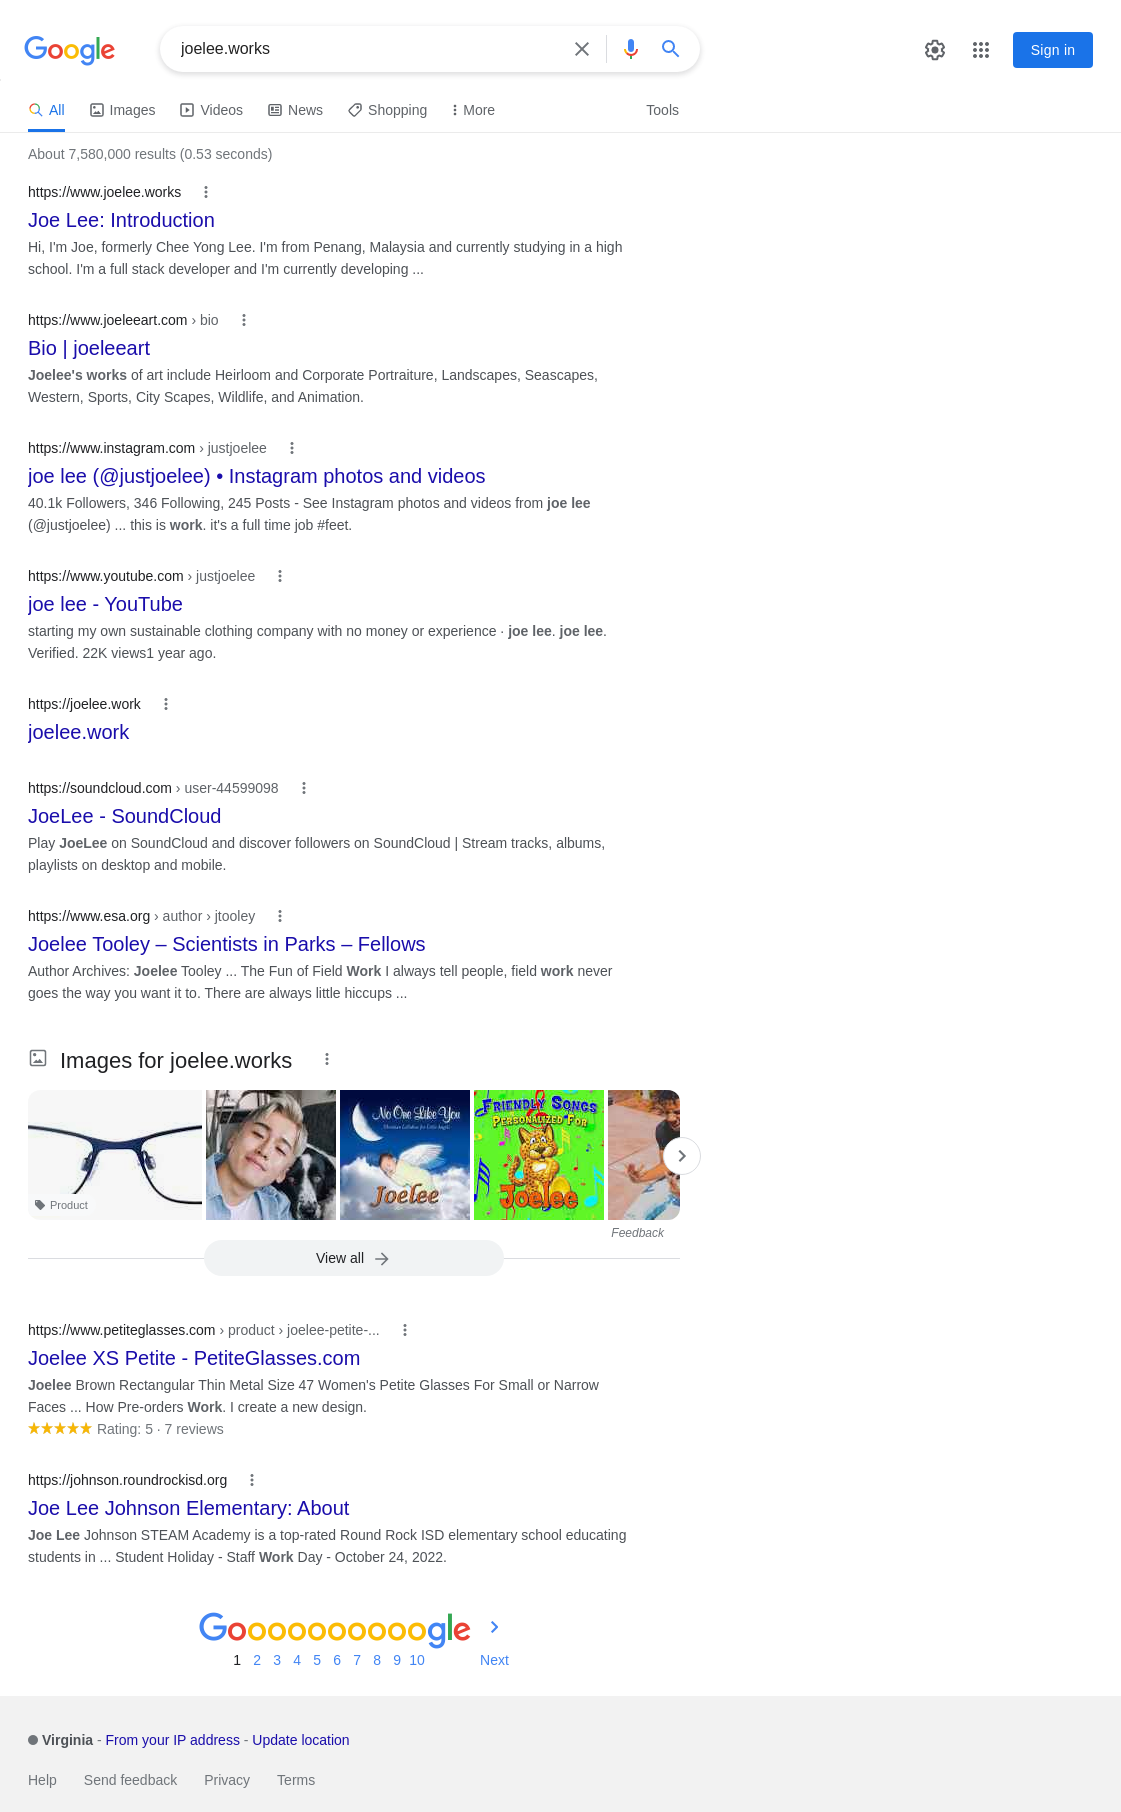 Google
joelee.works
Sign in
All
Images
Videos
News
Shopping
More
Tools
About 7,580,000 results (0.53 seconds)
https://www.joelee.works
Joe Lee: Introduction
Hi, I'm Joe, formerly Chee Yong Lee. I'm from Penang, Malaysia and currently studying in a high
school. I'm a full stack developer and I'm currently developing ...
https://www.joeleeart.com › bio
Bio | joeleeart
Joelee's works of art include Heirloom and Corporate Portraiture, Landscapes, Seascapes,
Western, Sports, City Scapes, Wildlife, and Animation.
https://www.instagram.com › justjoelee
joe lee (@justjoelee) • Instagram photos and videos
40.1k Followers, 346 Following, 245 Posts - See Instagram photos and videos from joe lee
(@justjoelee) ... this is work. it's a full time job #feet.
https://www.youtube.com › justjoelee
joe lee - YouTube
starting my own sustainable clothing company with no money or experience · joe lee. joe lee.
Verified. 22K views1 year ago.
https://joelee.work
joelee.work
https://soundcloud.com › user-44599098
JoeLee - SoundCloud
Play JoeLee on SoundCloud and discover followers on SoundCloud | Stream tracks, albums,
playlists on desktop and mobile.
https://www.esa.org › author › jtooley
Joelee Tooley – Scientists in Parks – Fellows
Author Archives: Joelee Tooley ... The Fun of Field Work I always tell people, field work never
goes the way you want it to. There are always little hiccups ...
Images for joelee.works
Product
No One Like You
Christian Lullabies for Little Angels
Joelee
FRIENDLY SONGS
PERSONALIZED FOR
Joelee
Feedback
View all
https://www.petiteglasses.com › product › joelee-petite-...
Joelee XS Petite - PetiteGlasses.com
Joelee Brown Rectangular Thin Metal Size 47 Women's Petite Glasses For Small or Narrow
Faces ... How Pre-orders Work. I create a new design.
Rating: 5 · 7 reviews
https://johnson.roundrockisd.org
Joe Lee Johnson Elementary: About
Joe Lee Johnson STEAM Academy is a top-rated Round Rock ISD elementary school educating
students in ... Student Holiday - Staff Work Day - October 24, 2022.
Goooooooooogle
1 2 3 4 5 6 7 8 9 10 Next
Virginia - From your IP address - Update location
Help Send feedback Privacy Terms